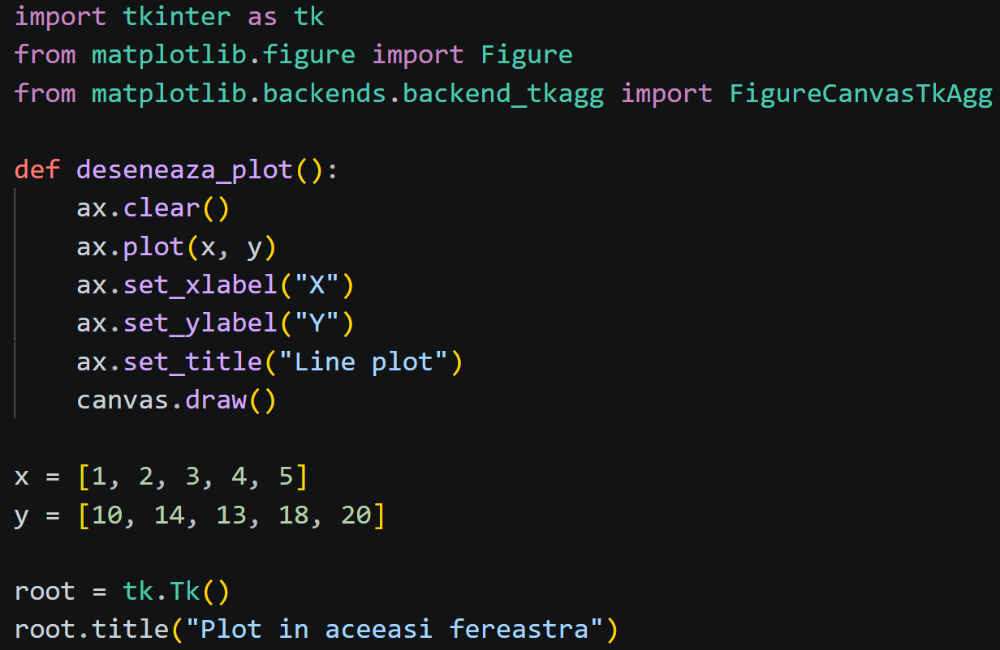 import tkinter as tk
from matplotlib.figure import Figure
from matplotlib.backends.backend_tkagg import FigureCanvasTkAgg

def deseneaza_plot():
    ax.clear()
    ax.plot(x, y)
    ax.set_xlabel("X")
    ax.set_ylabel("Y")
    ax.set_title("Line plot")
    canvas.draw()

x = [1, 2, 3, 4, 5]
y = [10, 14, 13, 18, 20]

root = tk.Tk()
root.title("Plot in aceeasi fereastra")